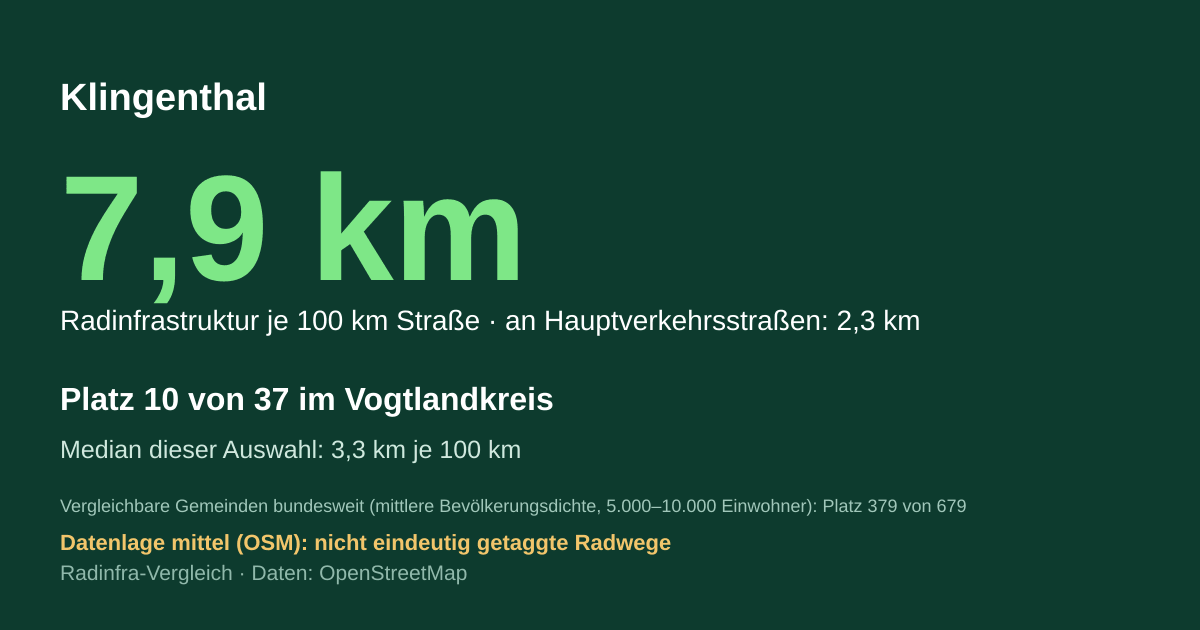 Klingenthal
7,9 km
Radinfrastruktur je 100 km Straße · an Hauptverkehrsstraßen: 2,3 km
Platz 10 von 37 im Vogtlandkreis
Median dieser Auswahl: 3,3 km je 100 km
Vergleichbare Gemeinden bundesweit (mittlere Bevölkerungsdichte, 5.000–10.000 Einwohner): Platz 379 von 679
Datenlage mittel (OSM): nicht eindeutig getaggte Radwege
Radinfra-Vergleich · Daten: OpenStreetMap